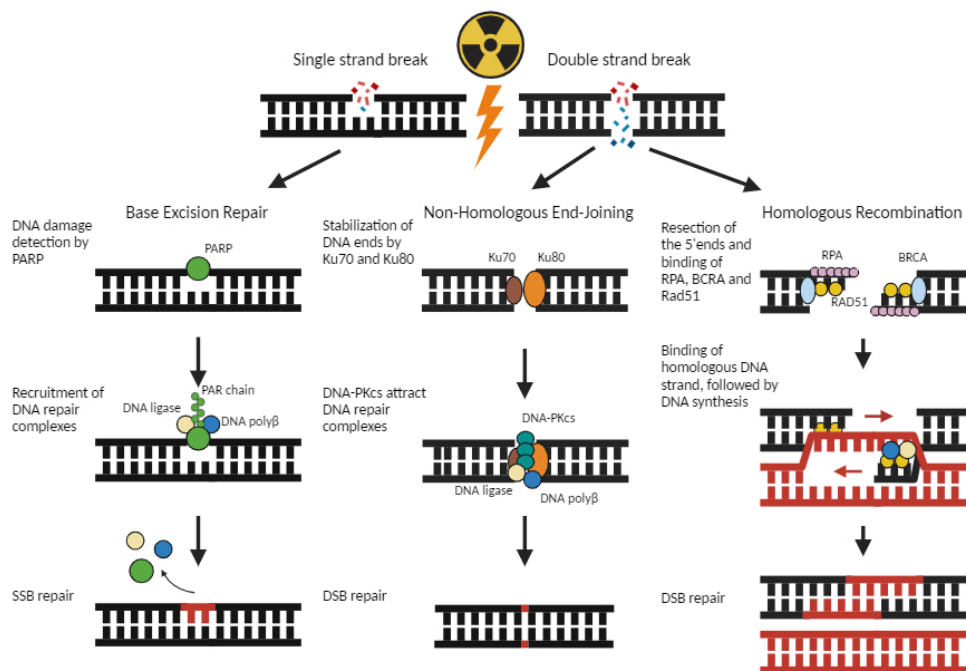 Single strand break
Double strand break
Base Excision Repair
DNA damage
detection by
PARP
PARP
Recruitment of
DNA repair
complexes
PAR chain
DNA ligase
DNA polyβ
SSB repair
Non-Homologous End-Joining
Stabilization of
DNA ends by
Ku70 and Ku80
Ku70
Ku80
DNA-PKcs attract
DNA repair
complexes
DNA-PKcs
DNA ligase
DNA polyβ
DSB repair
Homologous Recombination
Resection of
the 5'ends and
binding of
RPA, BCRA and
Rad51
RPA
BRCA
RAD51
Binding of
homologous DNA
strand, followed by
DNA synthesis
DSB repair